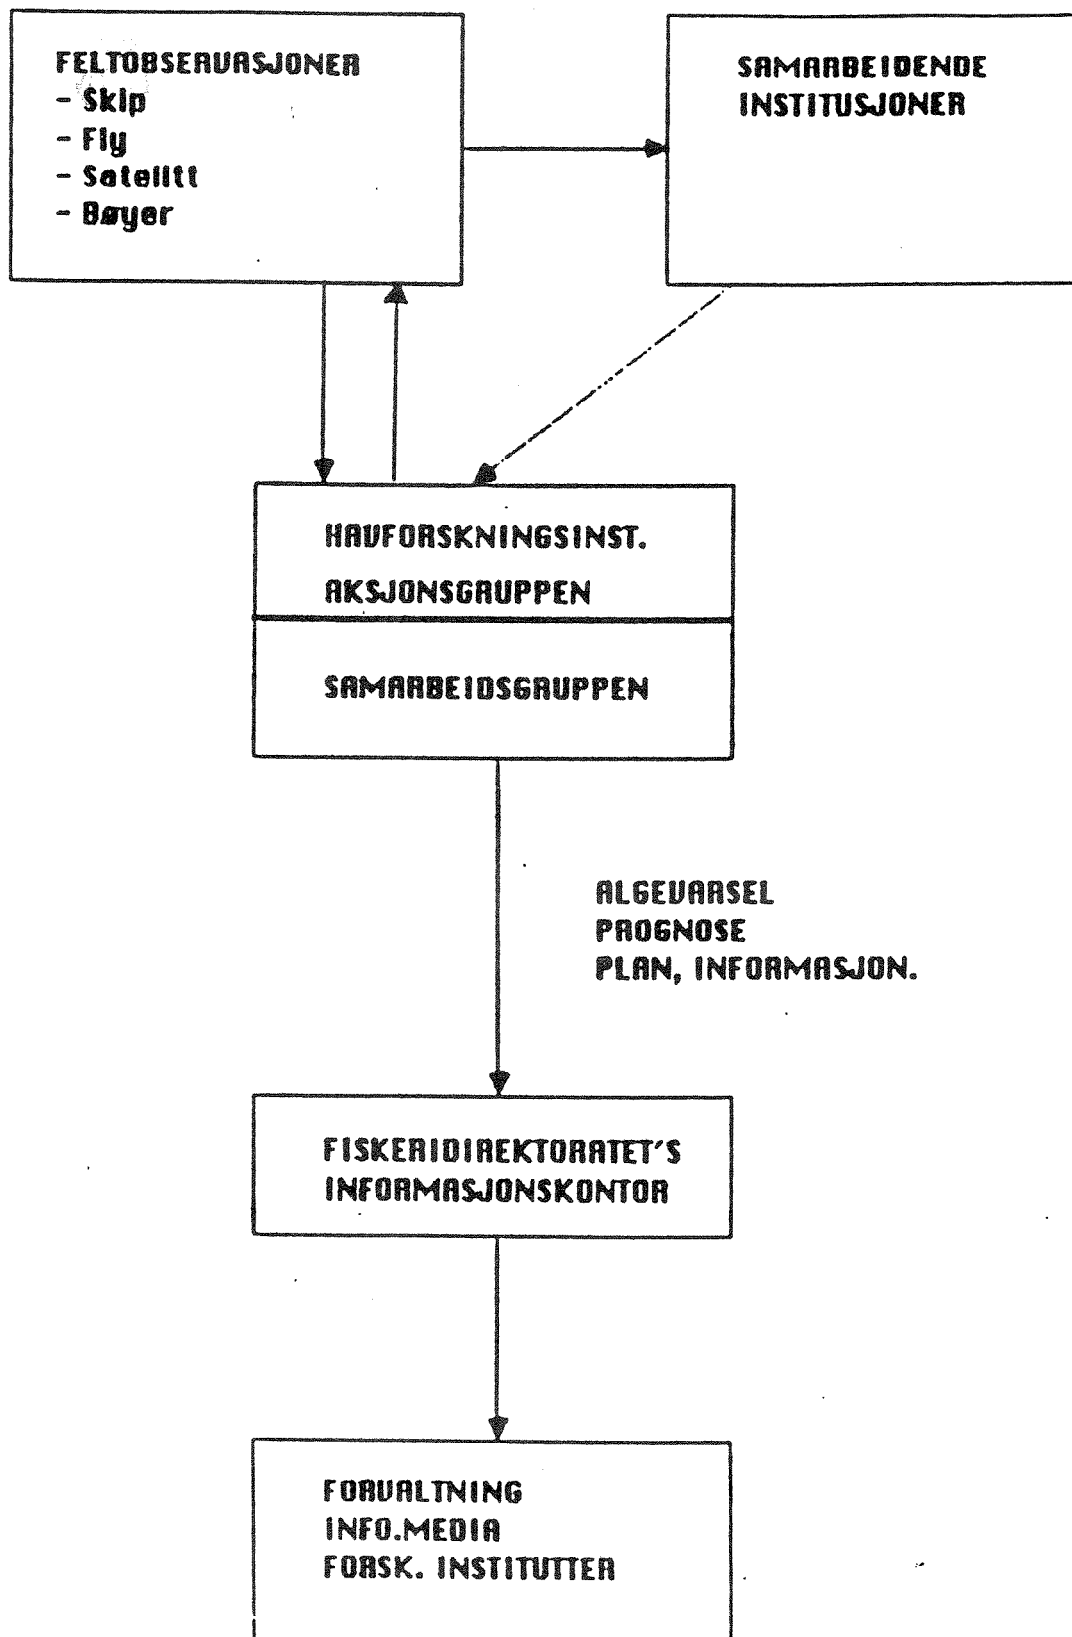 FELTOBSERVASJONER
- Skip
- Fly
- Satelitt
- Bøyer
SAMARBEIDENDE
INSTITUSJONER
HAVFORSKNINGSINST.
AKSJONSGRUPPEN
SAMARBEIDSGRUPPEN
ALGEVARSEL
PROGNOSE
PLAN, INFORMASJON.
FISKERIDIREKTORATET'S
INFORMASJONSKONTOR
FORVALTNING
INFO.MEDIA
FORSK. INSTITUTTER